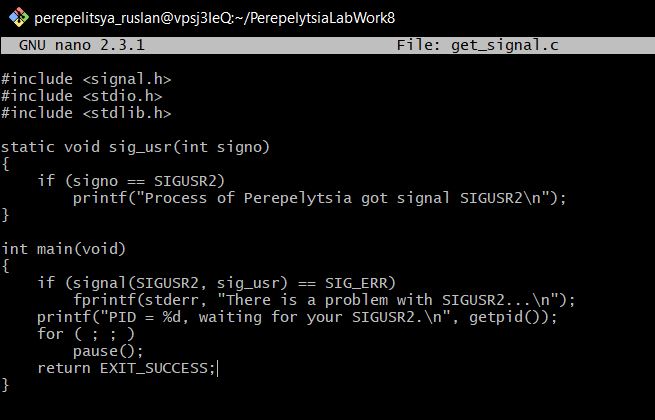 perepelitsya_ruslan@vpsj3IeQ:~/PerepelytsiaLabWork8
GNU nano 2.3.1 File: get_signal.c
#include <signal.h>
#include <stdio.h>
#include <stdlib.h>
static void sig_usr(int signo)
{
    if (signo == SIGUSR2)
        printf("Process of Perepelytsia got signal SIGUSR2\n");
}
int main(void)
{
    if (signal(SIGUSR2, sig_usr) == SIG_ERR)
        fprintf(stderr, "There is a problem with SIGUSR2...\n");
    printf("PID = %d, waiting for your SIGUSR2.\n", getpid());
    for ( ; ; )
        pause();
    return EXIT_SUCCESS;
}